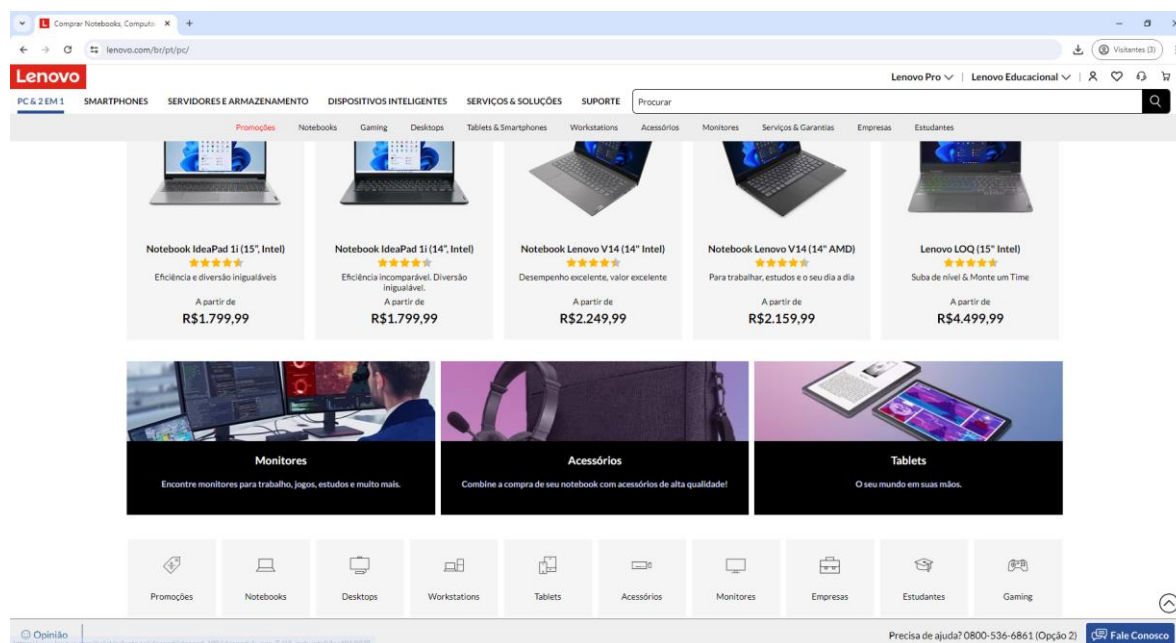 Comprar Notebooks, Computa
lenovo.com/br/pt/pc/
Visitantes (3)
Lenovo
Lenovo Pro | Lenovo Educacional |
PC & 2 EM 1 SMARTPHONES SERVIDORES E ARMAZENAMENTO DISPOSITIVOS INTELIGENTES SERVIÇOS & SOLUÇÕES SUPORTE Procurar
Promoções Notebooks Gaming Desktops Tablets & Smartphones Workstations Acessórios Monitores Serviços & Garantias Empresas Estudantes
Notebook IdeaPad 1i (15", Intel)
Eficiência e diversão inigualáveis
A partir de
R$1.799,99
Notebook IdeaPad 1i (14", Intel)
Eficiência incomparável. Diversão
inigualável.
A partir de
R$1.799,99
Notebook Lenovo V14 (14" Intel)
Desempenho excelente, valor excelente
A partir de
R$2.249,99
Notebook Lenovo V14 (14" AMD)
Para trabalhar, estudos e o seu dia a dia
A partir de
R$2.159,99
Lenovo LOQ (15" Intel)
Suba de nível & Monte um Time
A partir de
R$4.499,99
Monitores
Encontre monitores para trabalho, jogos, estudos e muito mais.
Acessórios
Combine a compra de seu notebook com acessórios de alta qualidade!
Tablets
O seu mundo em suas mãos.
Promoções Notebooks Desktops Workstations Tablets Acessórios Monitores Empresas Estudantes Gaming
Opinião
Precisa de ajuda? 0800-536-6861 (Opção 2) Fale Conosco